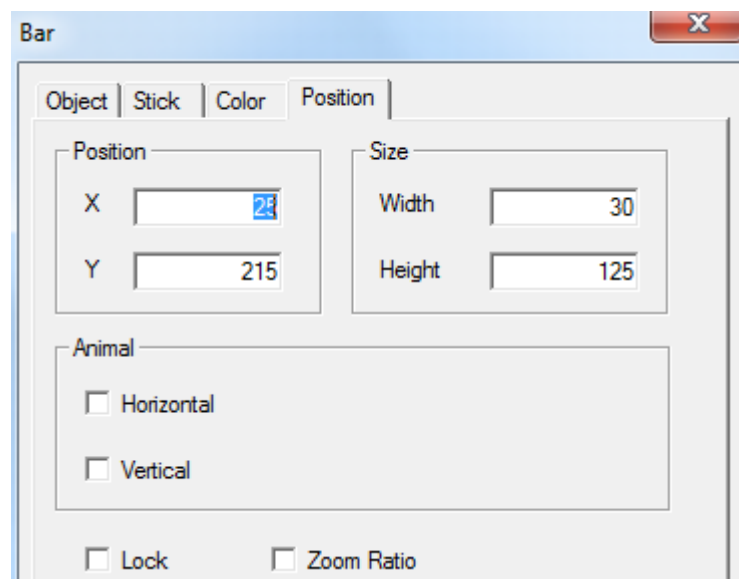 Bar
Object Stick Color Position
Position
X 25
Y 215
Size
Width 30
Height 125
Animal
Horizontal
Vertical
Lock Zoom Ratio